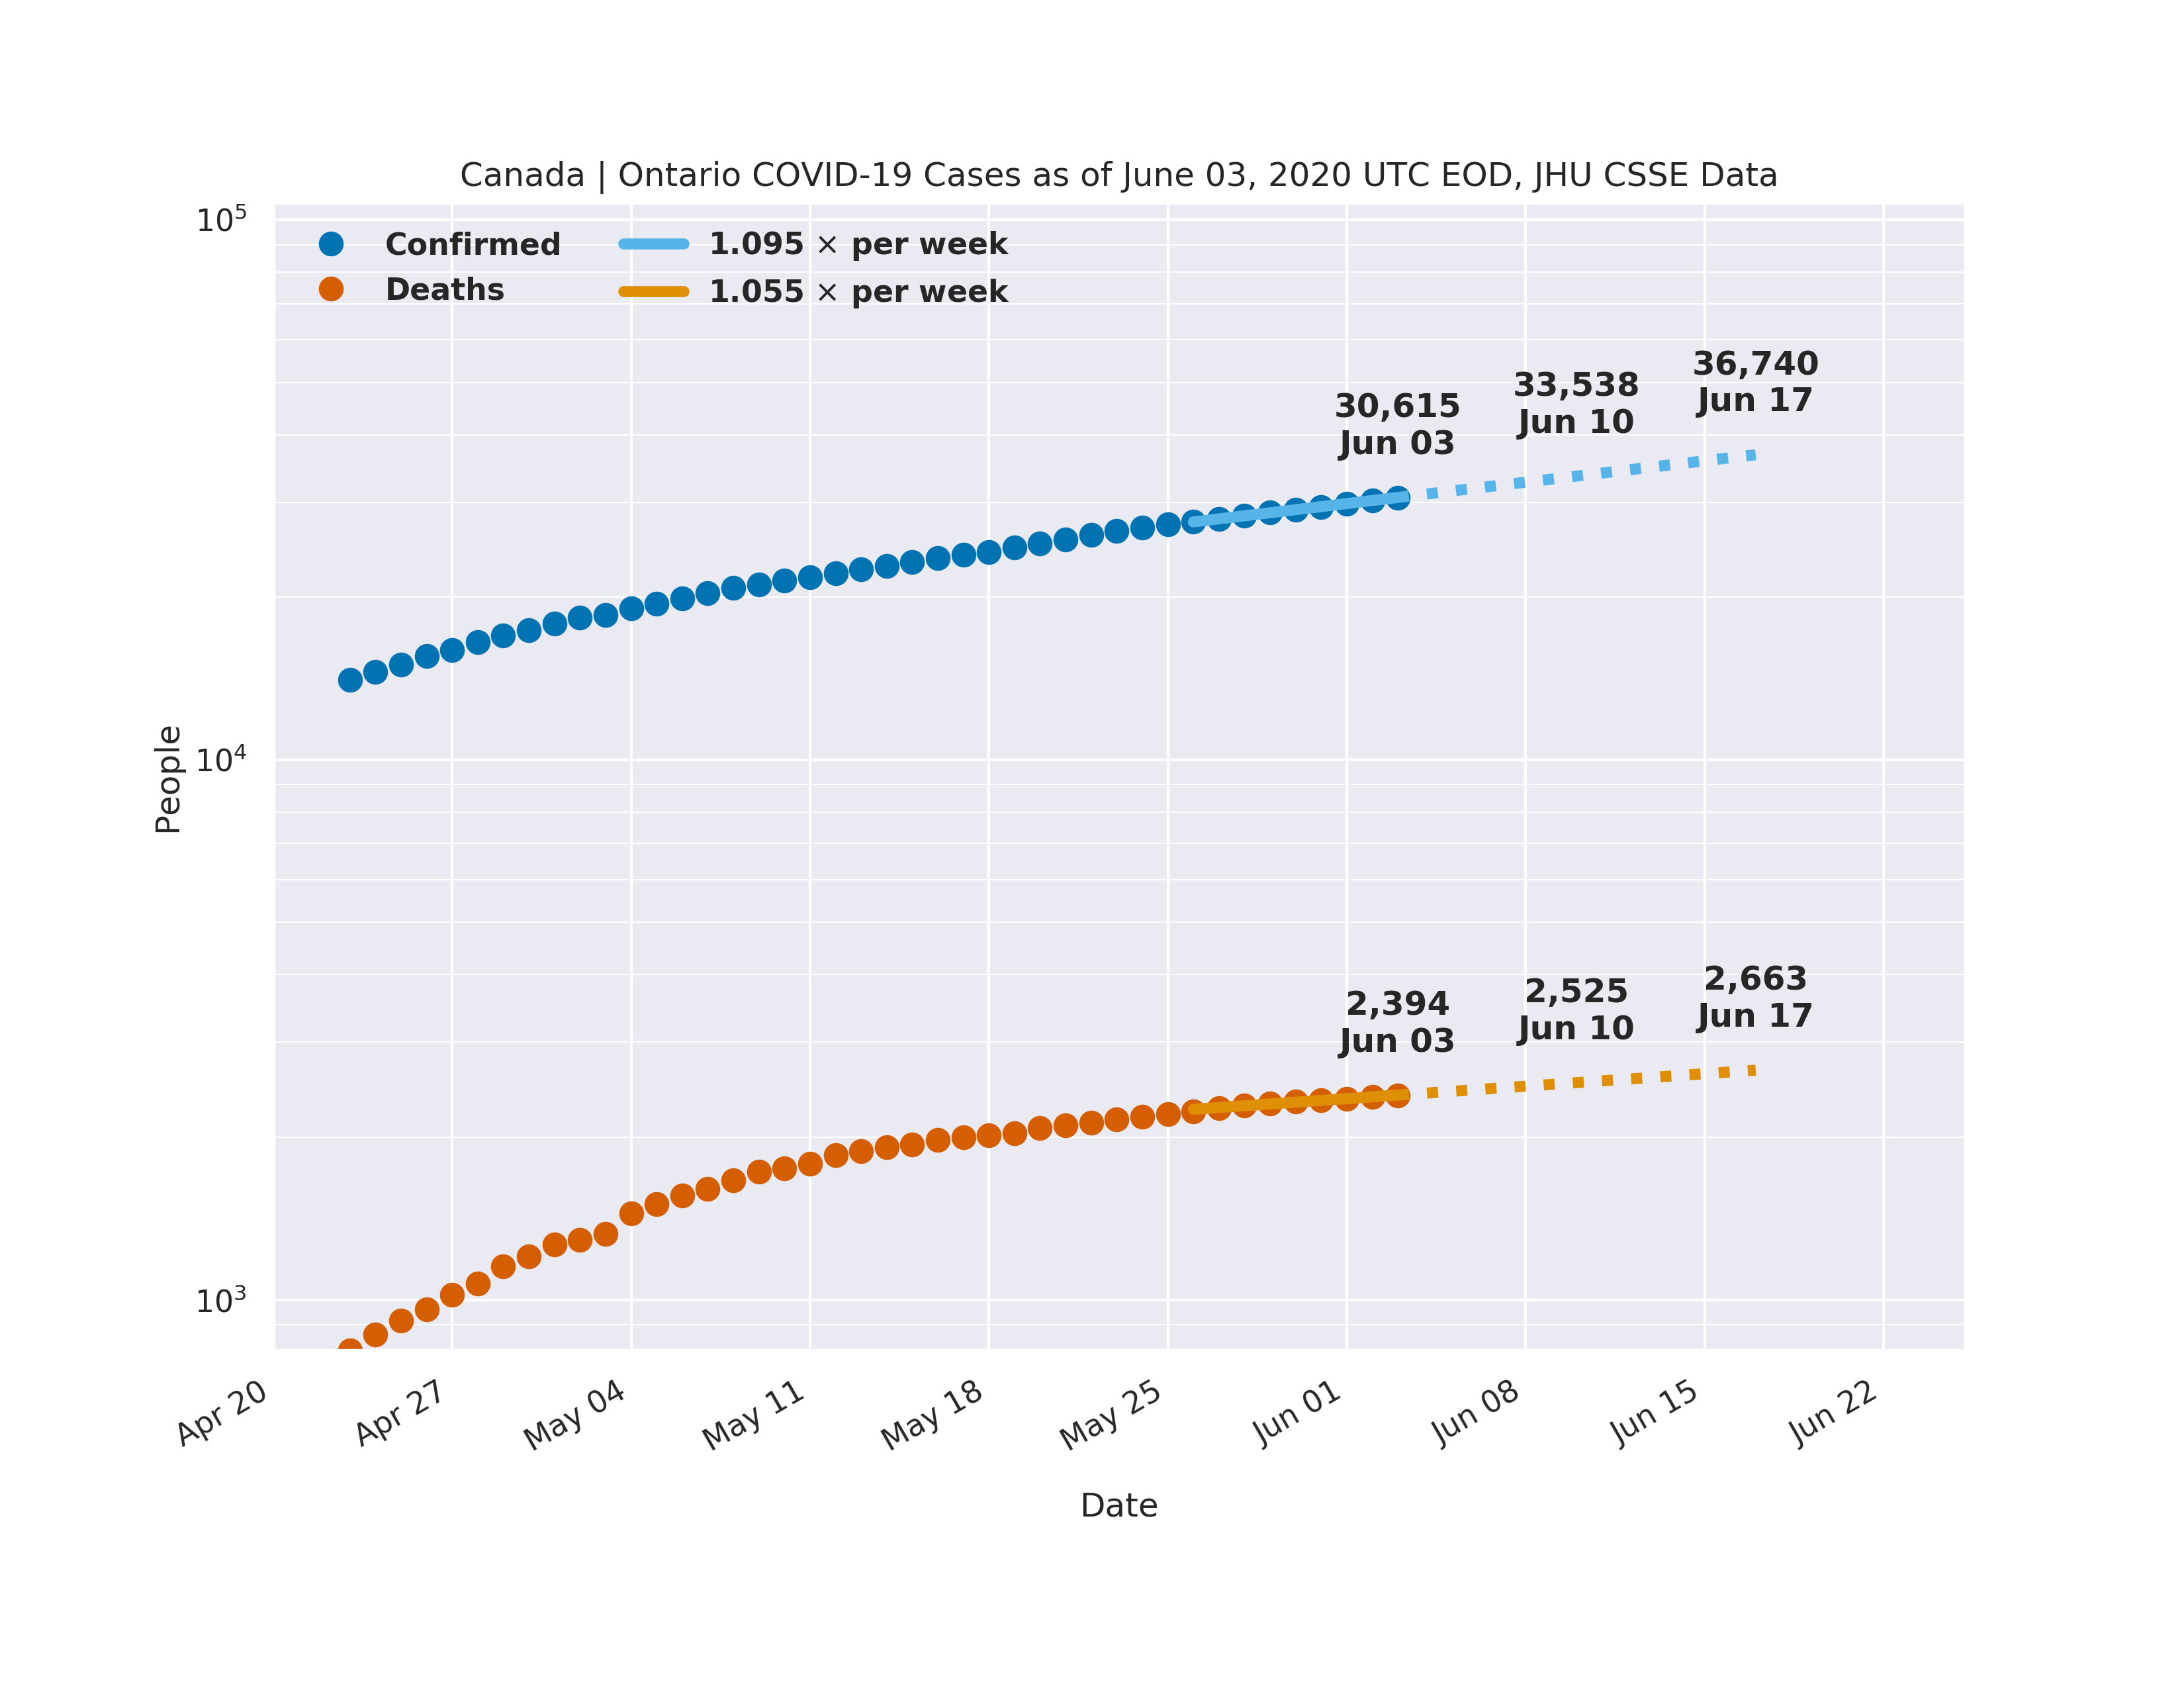 Canada | Ontario COVID-19 Cases as of June 03, 2020 UTC EOD, JHU CSSE Data
10⁵
Confirmed
Deaths
1.095 × per week
1.055 × per week
30,615
Jun 03
33,538
Jun 10
36,740
Jun 17
People
10⁴
2,394
Jun 03
2,525
Jun 10
2,663
Jun 17
10³
Apr 20
Apr 27
May 04
May 11
May 18
May 25
Jun 01
Jun 08
Jun 15
Jun 22
Date